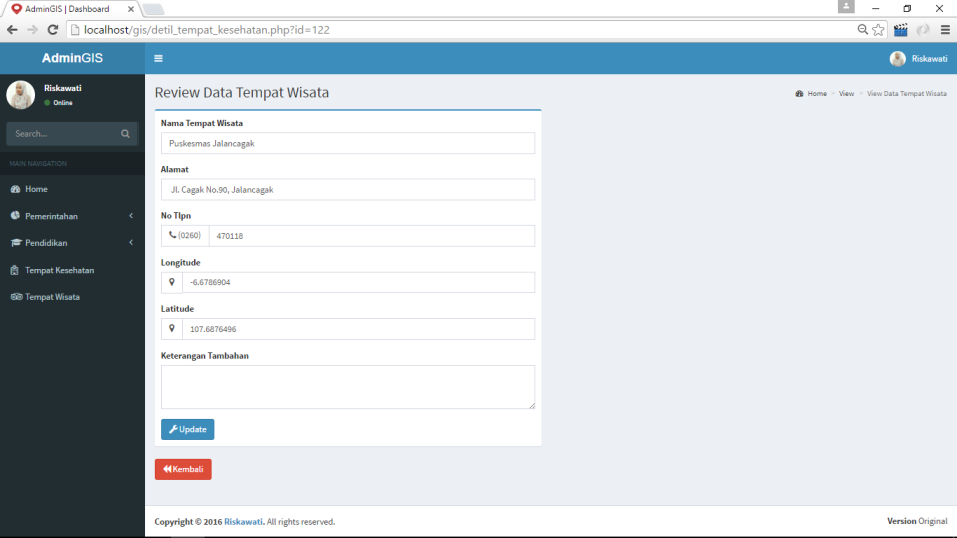 AdminGIS | Dashboard
localhost/gis/detil_tempat_kesehatan.php?id=122
AdminGIS
Riskawati
Riskawati
Online
Search...
MAIN NAVIGATION
Home
Pemerintahan
Pendidikan
Tempat Kesehatan
Tempat Wisata
Review Data Tempat Wisata
Home > View > View Data Tempat Wisata
Nama Tempat Wisata
Puskesmas Jalancagak
Alamat
Jl. Cagak No.90, Jalancagak
No Tlpn
(0260) 470118
Longitude
-6.6786904
Latitude
107.6876496
Keterangan Tambahan
Update
Kembali
Copyright © 2016 Riskawati. All rights reserved.
Version Original